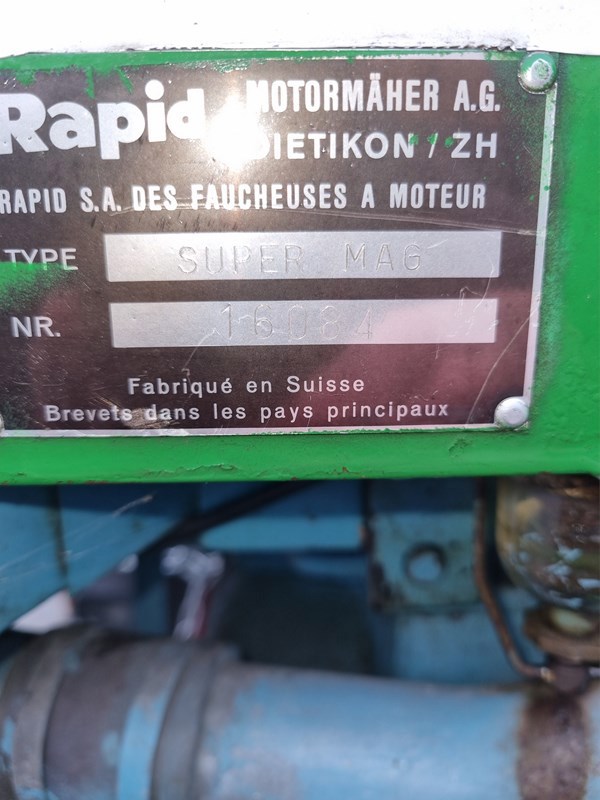 Rapid MOTORMÄHER A.G.
DIETIKON / ZH
RAPID S.A. DES FAUCHEUSES A MOTEUR
TYPE SUPER MAG
NR. 16084
Fabriqué en Suisse
Brevets dans les pays principaux